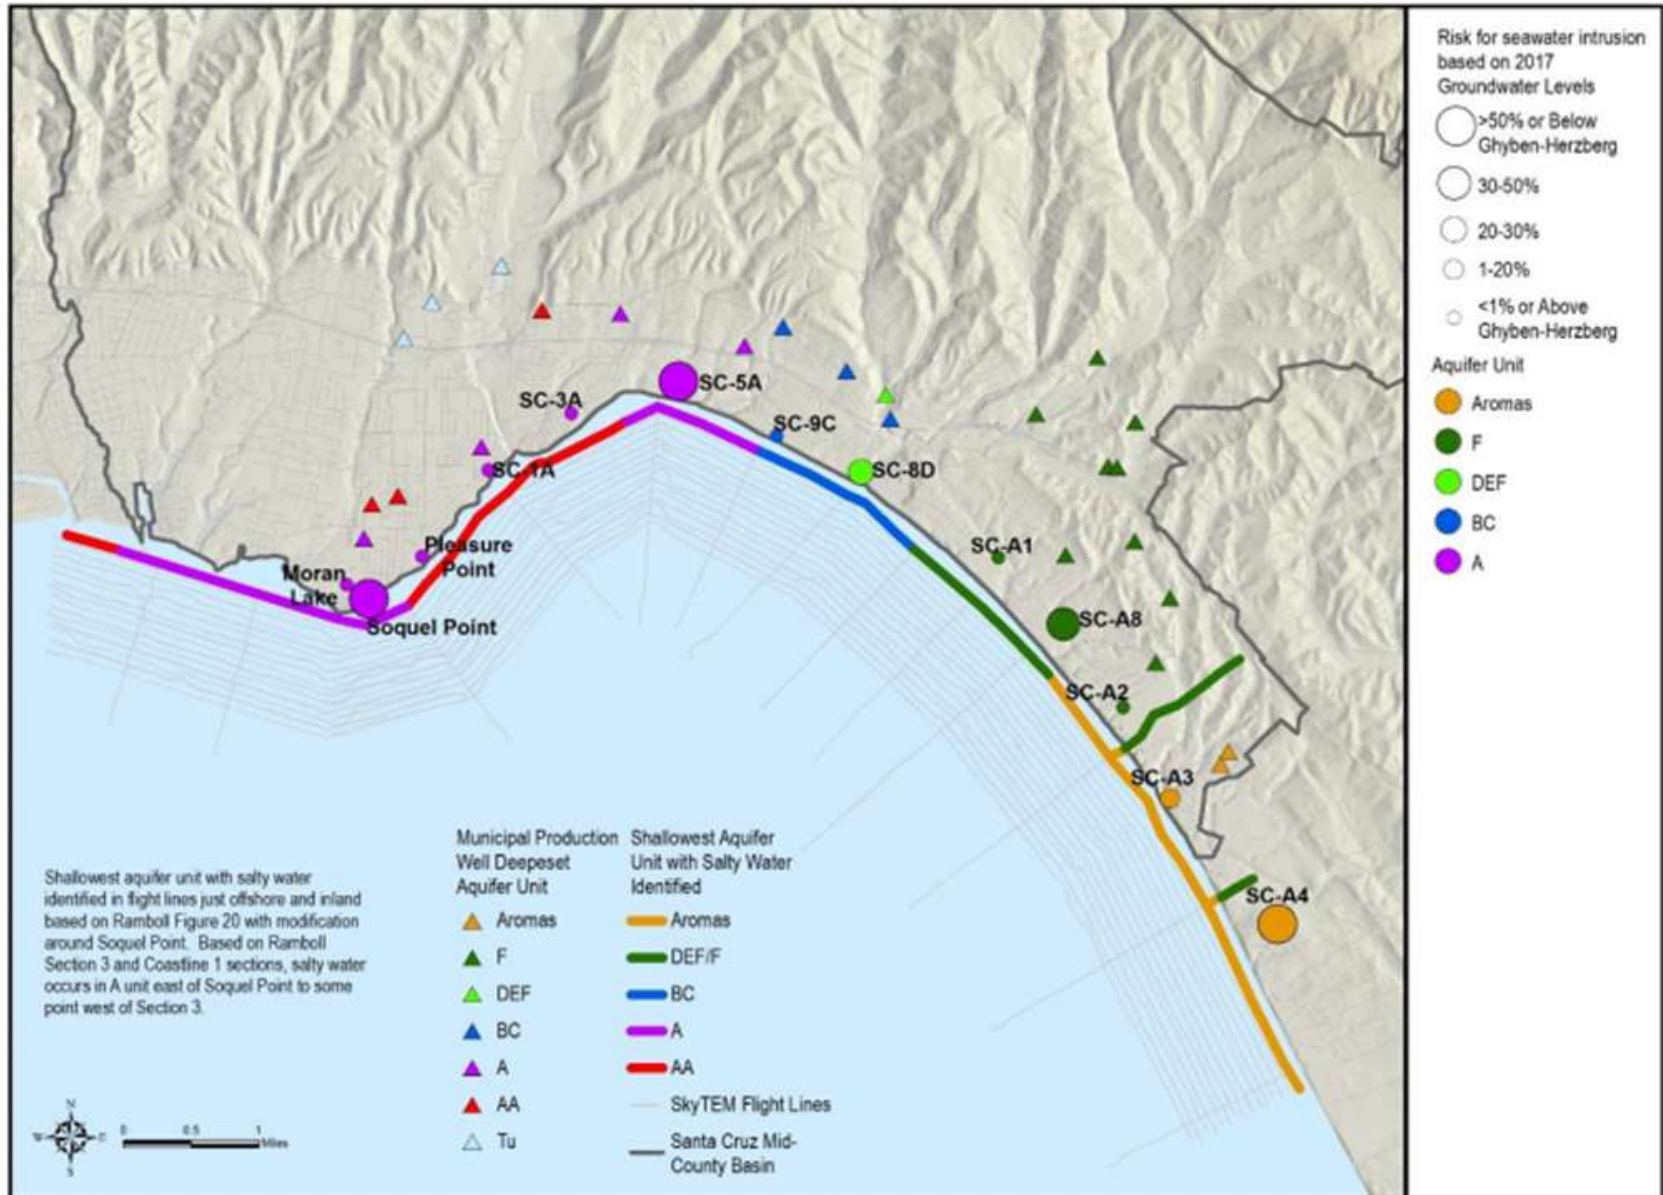 SC-5A
SC-3A
SC-9C
SC-1A
SC-8D
Pleasure
Point
SC-A1
Moran
Lake
Soquel Point
SC-A8
SC-A2
SC-A3
SC-A4
Shallowest aquifer unit with salty water
identified in flight lines just offshore and inland
based on Ramboll Figure 20 with modification
around Soquel Point. Based on Ramboll
Section 3 and Coastline 1 sections, salty water
occurs in A unit east of Soquel Point to some
point west of Section 3.
N
W
E
S
0
0.5
1
Miles
Municipal Production
Well Deepeset
Aquifer Unit
Aromas
F
DEF
BC
A
AA
Tu
Shallowest Aquifer
Unit with Salty Water
Identified
Aromas
DEF/F
BC
A
AA
SkyTEM Flight Lines
Santa Cruz Mid-
County Basin
Risk for seawater intrusion
based on 2017
Groundwater Levels
>50% or Below
Ghyben-Herzberg
30-50%
20-30%
1-20%
<1% or Above
Ghyben-Herzberg
Aquifer Unit
Aromas
F
DEF
BC
A